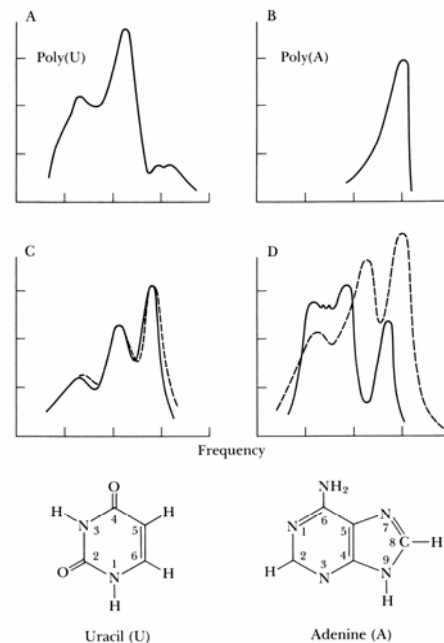 A
Poly(U)
B
Poly(A)
C
D
Frequency
O
H
4
H
N
3
5
2
1
6
O
N
H
H
Uracil (U)
NH2
N
6
N
1
5
7
8
C
H
2
4
9
H
3
N
N
H
Adenine (A)